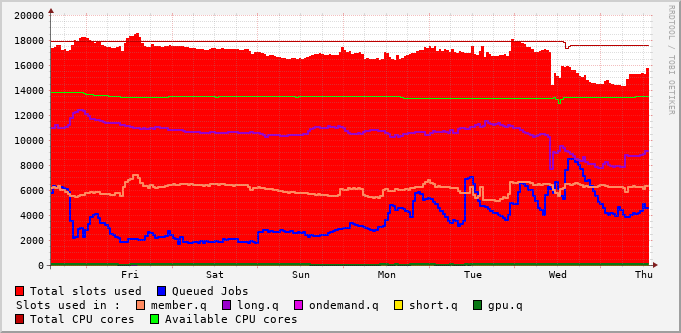 20000
18000
16000
14000
12000
10000
8000
6000
4000
2000
0
Fri Sat Sun Mon Tue Wed Thu
RRDTOOL / TOBI OETIKER
Total slots used Queued Jobs
Slots used in : member.q long.q ondemand.q short.q gpu.q
Total CPU cores Available CPU cores